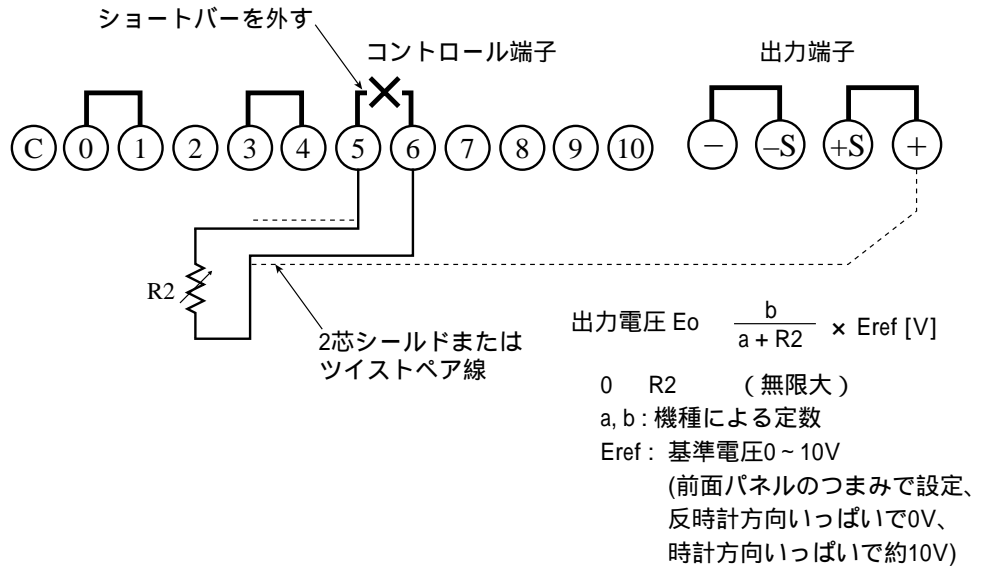 ショートバーを外す
コントロール端子
出力端子
C 0 1 2 3 4 5 6 7 8 9 10 − –S +S +
R2
2芯シールドまたは
ツイストペア線
出力電圧 Eo b / a + R2 × Eref [V]
0 R2 (無限大)
a, b : 機種による定数
Eref : 基準電圧0 ~ 10V
(前面パネルのつまみで設定、
反時計方向いっぱいで0V、
時計方向いっぱいで約10V)